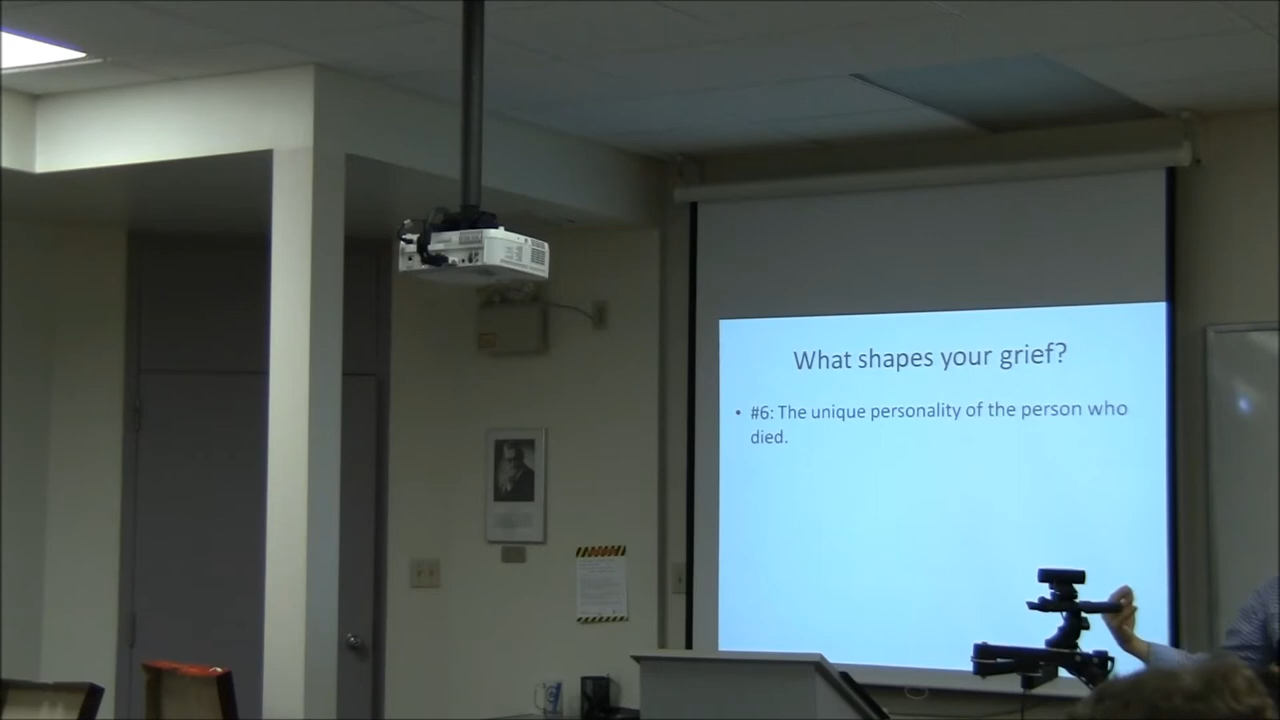 What shapes your grief?
• #6: The unique personality of the person who
died.